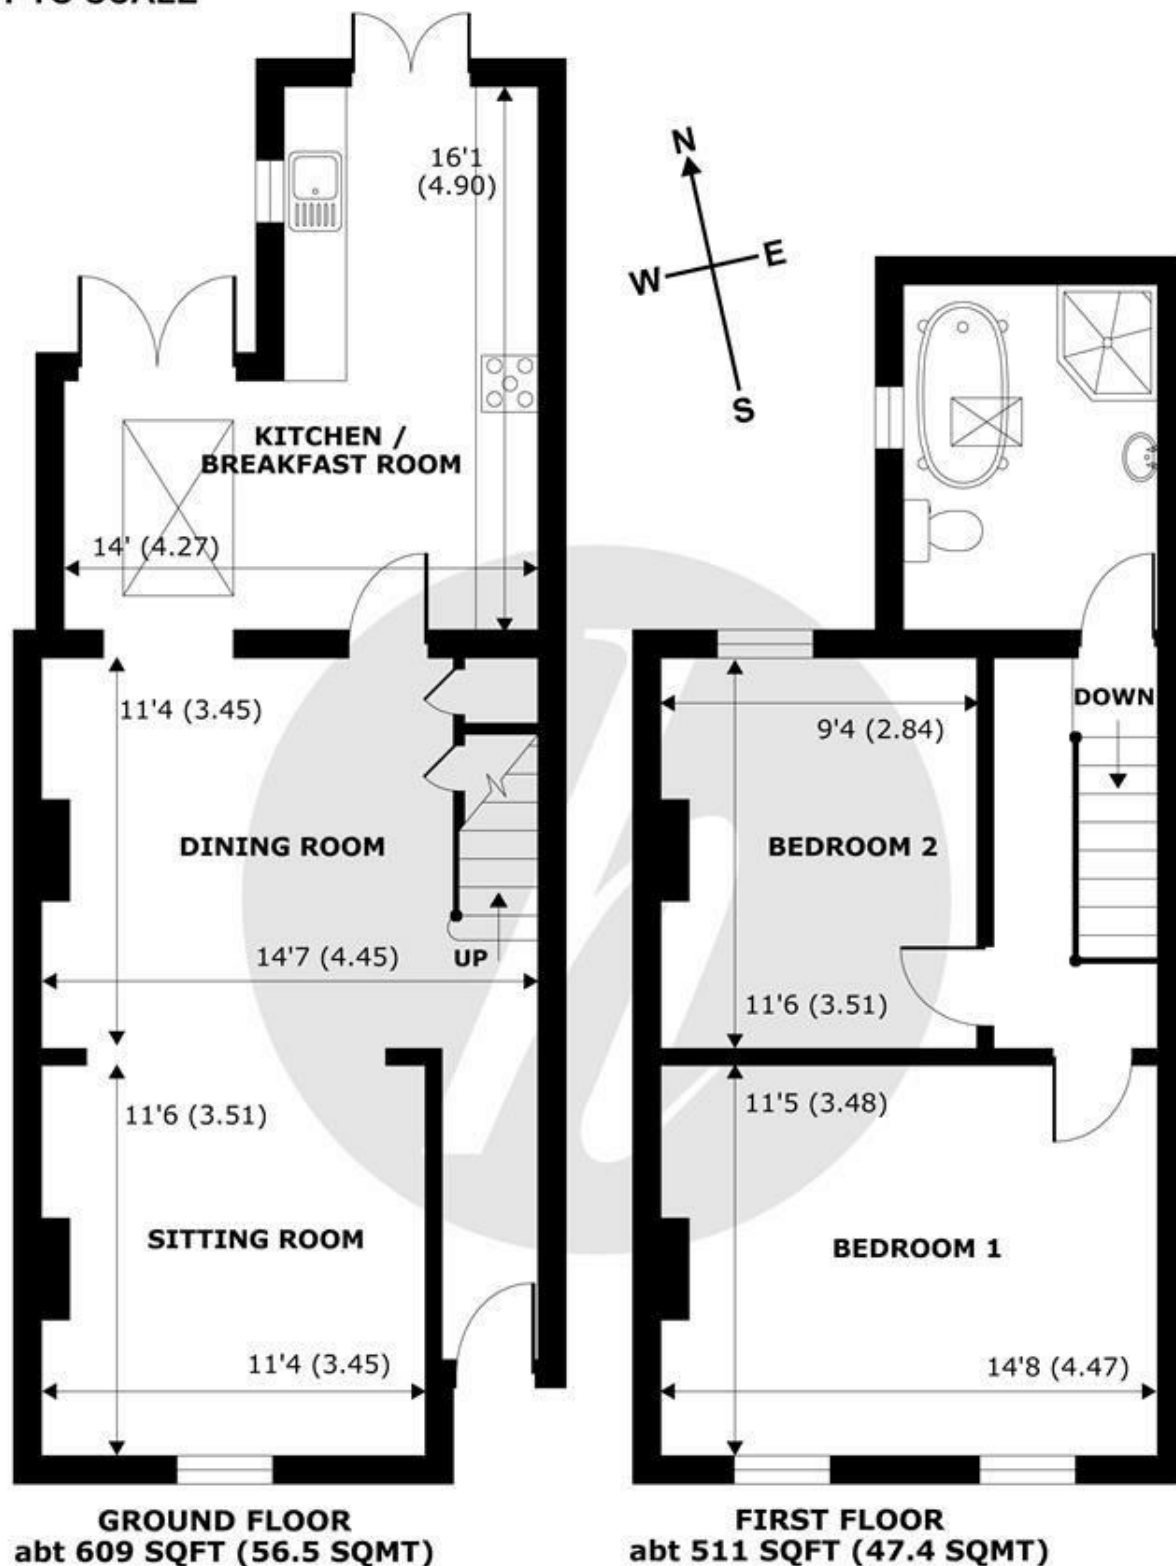 TO SCALE
16'1
(4.90)
N
W
E
S
KITCHEN /
BREAKFAST ROOM
14' (4.27)
11'4 (3.45)
DOWN
9'4 (2.84)
DINING ROOM
BEDROOM 2
14'7 (4.45)
UP
11'6 (3.51)
11'6 (3.51)
11'5 (3.48)
SITTING ROOM
BEDROOM 1
11'4 (3.45)
14'8 (4.47)
GROUND FLOOR
abt 609 SQFT (56.5 SQMT)
FIRST FLOOR
abt 511 SQFT (47.4 SQMT)
h